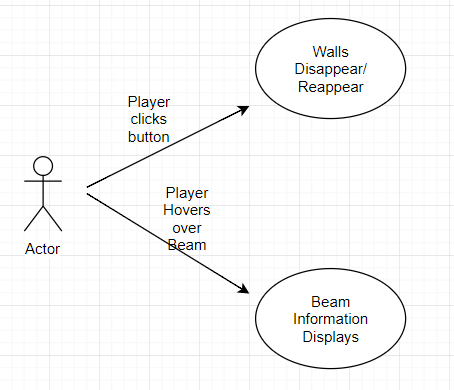 Walls
Disappear/
Reappear
Player
clicks
button
Player
Hovers
over
Beam
Actor
Beam
Information
Displays